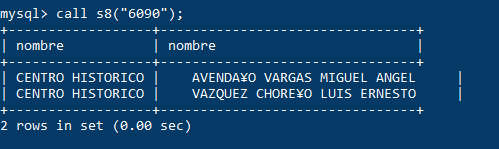 mysql> call s8("6090");
+-----------------+--------------------------------+
| nombre          | nombre                         |
+-----------------+--------------------------------+
| CENTRO HISTORICO |    AVENDA¥O VARGAS MIGUEL ANGEL     |
| CENTRO HISTORICO |    VAZQUEZ CHORE¥O LUIS ERNESTO     |
+-----------------+--------------------------------+
2 rows in set (0.00 sec)